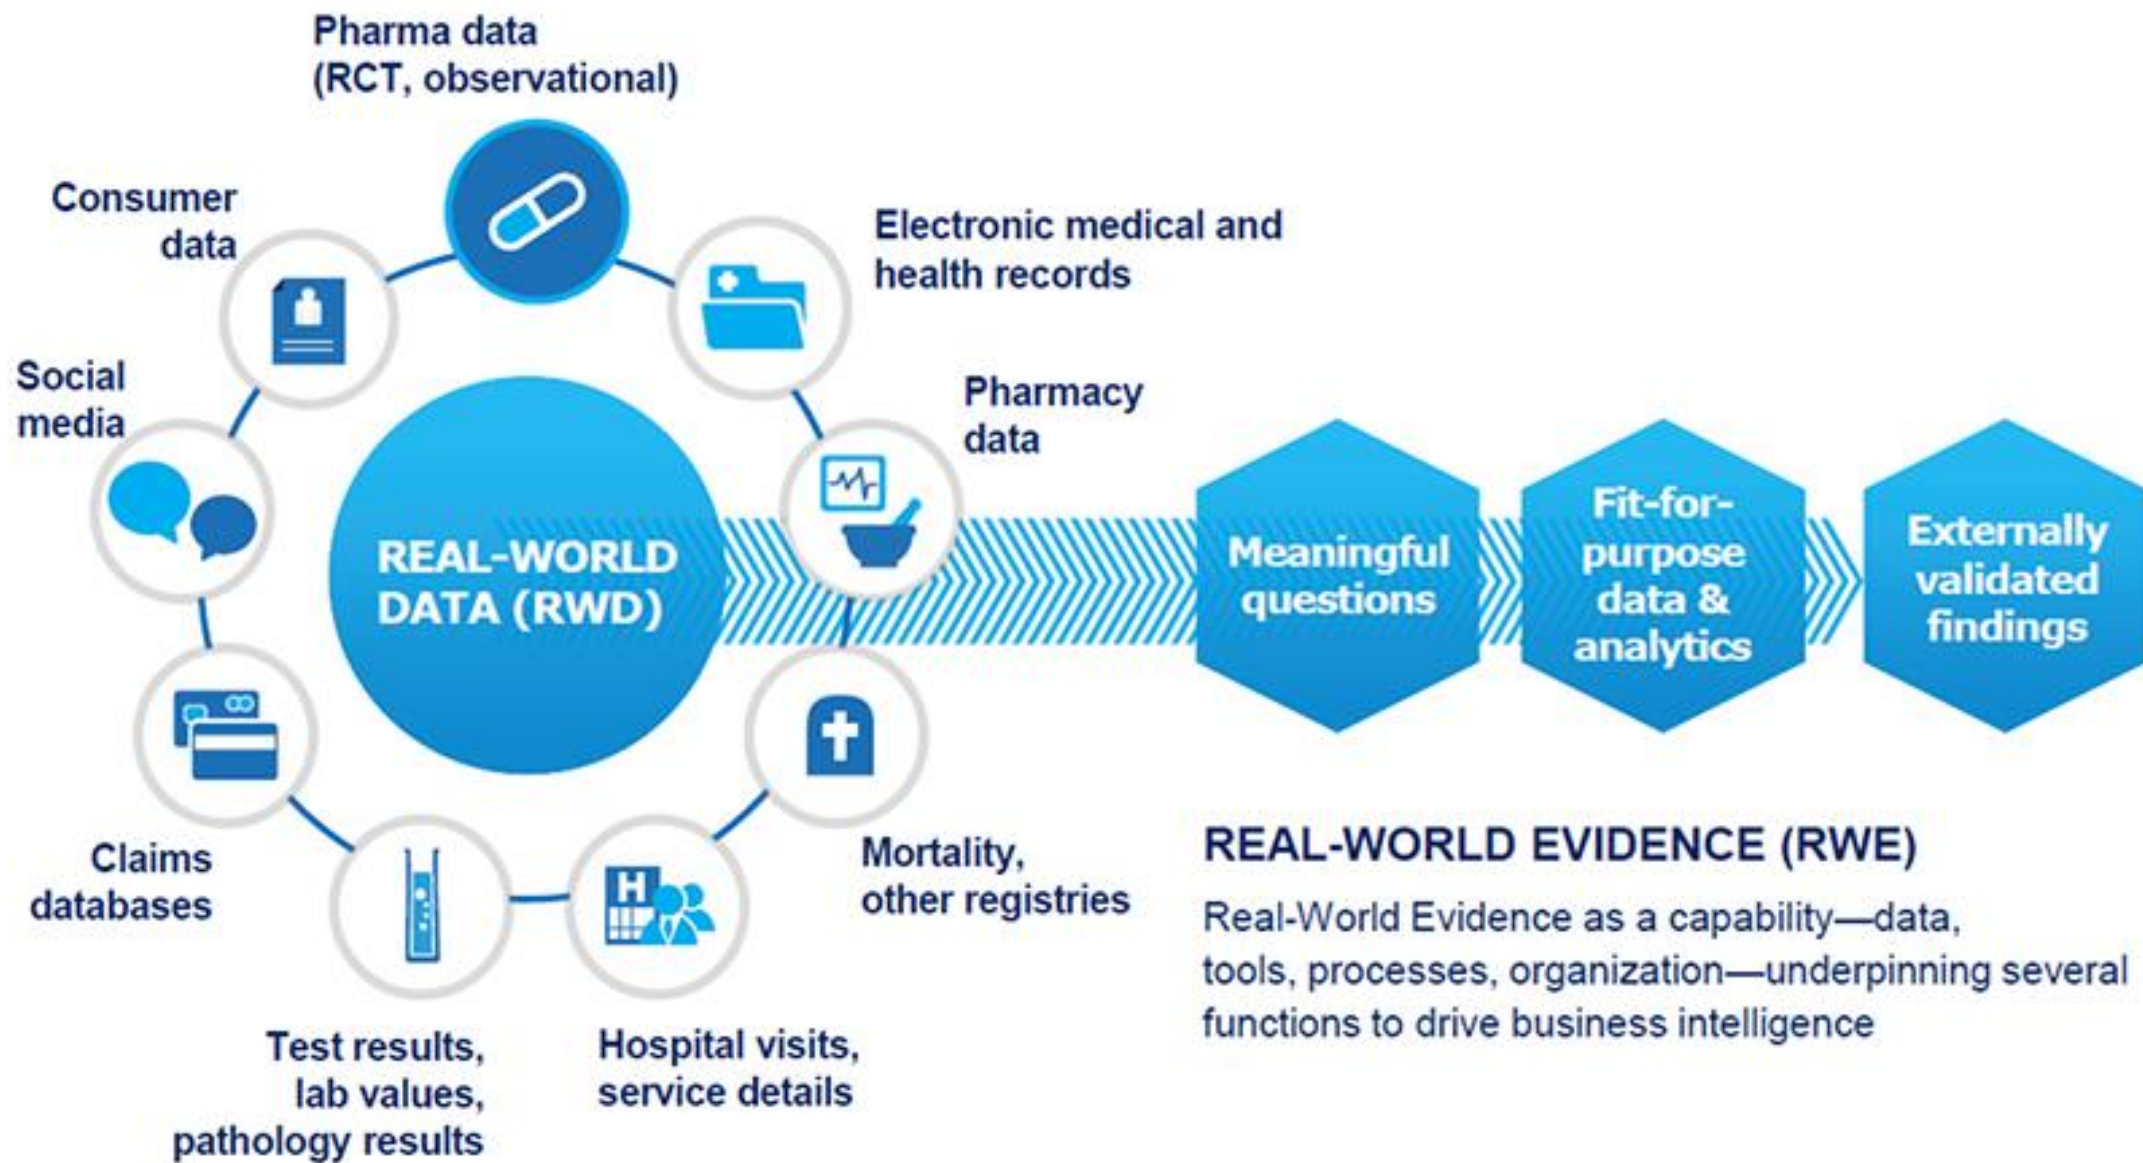 Pharma data
(RCT, observational)
Consumer
data
Electronic medical and
health records
Social
media
Pharmacy
data
REAL-WORLD
DATA (RWD)
Meaningful
questions
Fit-for-
purpose
data &
analytics
Externally
validated
findings
Claims
databases
H
Mortality,
other registries
Test results,
lab values,
pathology results
Hospital visits,
service details
REAL-WORLD EVIDENCE (RWE)
Real-World Evidence as a capability—data,
tools, processes, organization—underpinning several
functions to drive business intelligence